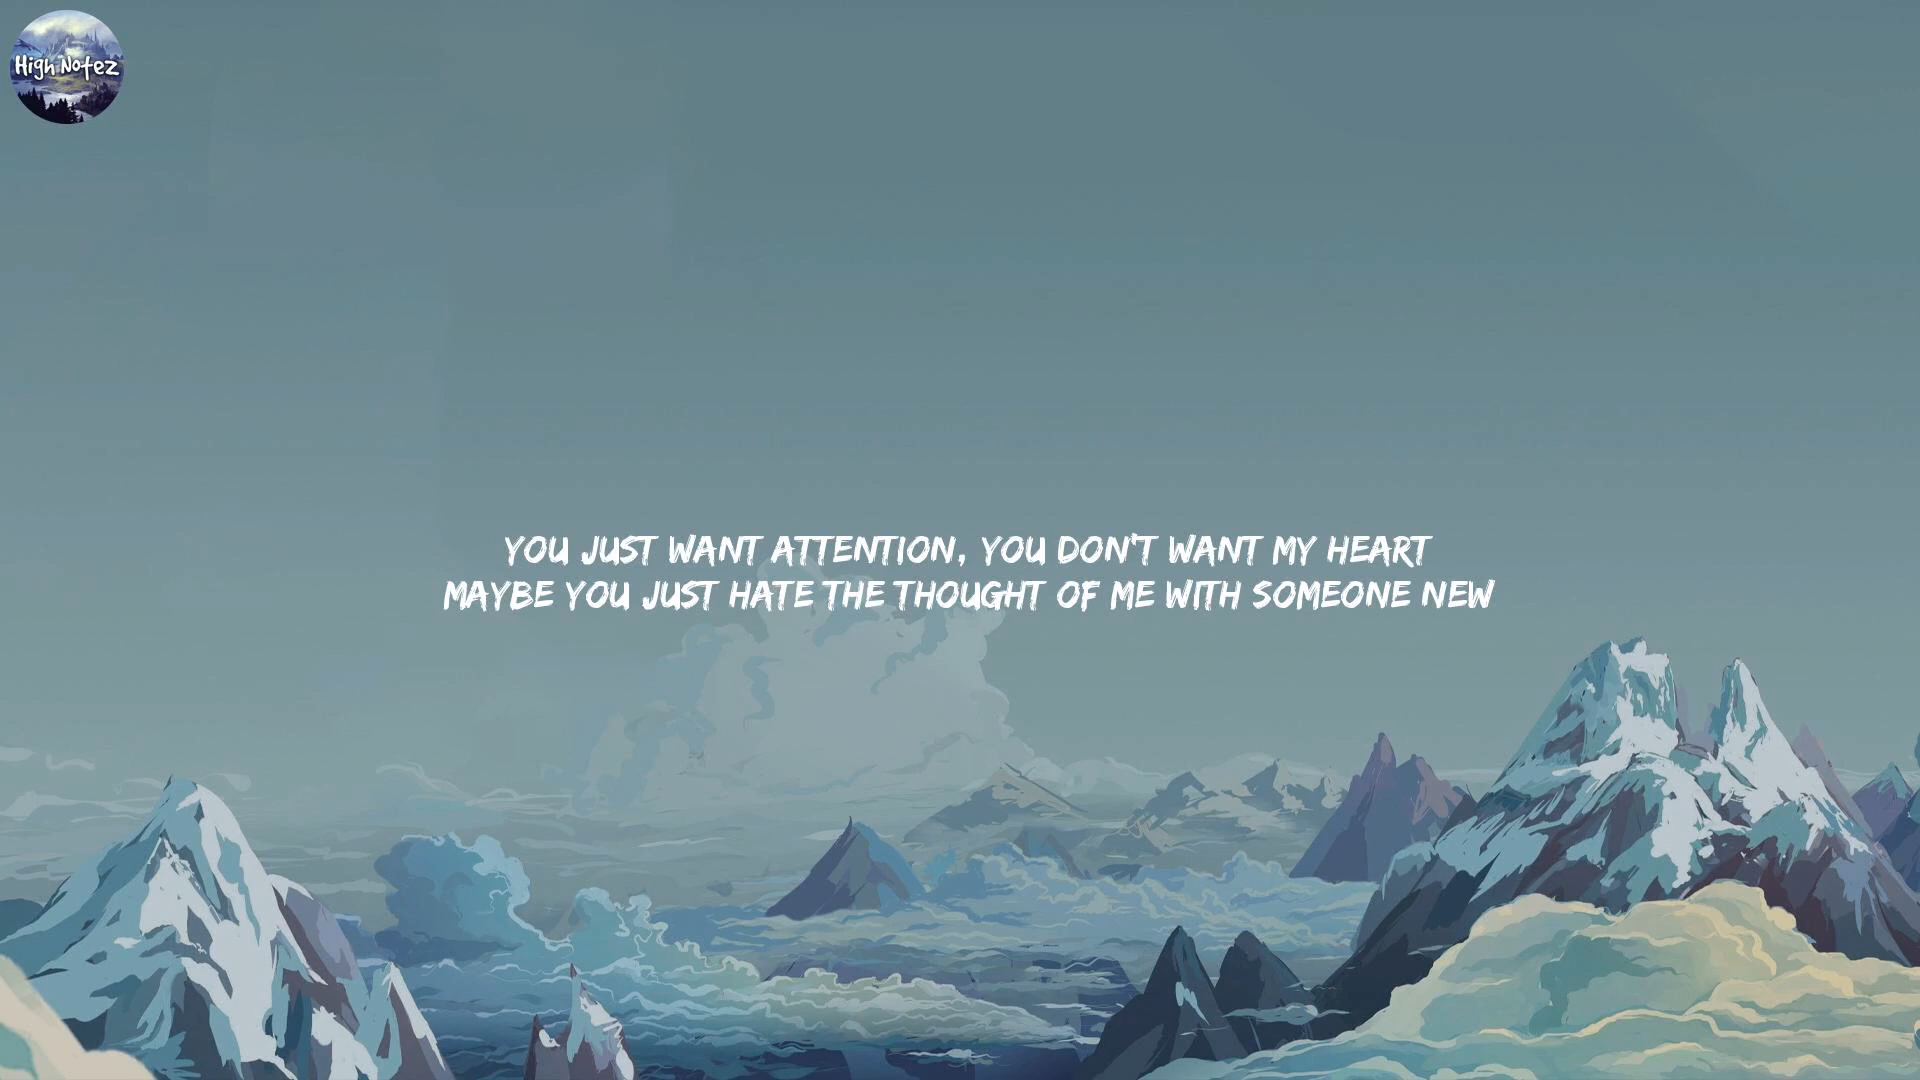 High Notez
YOU JUST WANT ATTENTION, YOU DON'T WANT MY HEART
MAYBE YOU JUST HATE THE THOUGHT OF ME WITH SOMEONE NEW